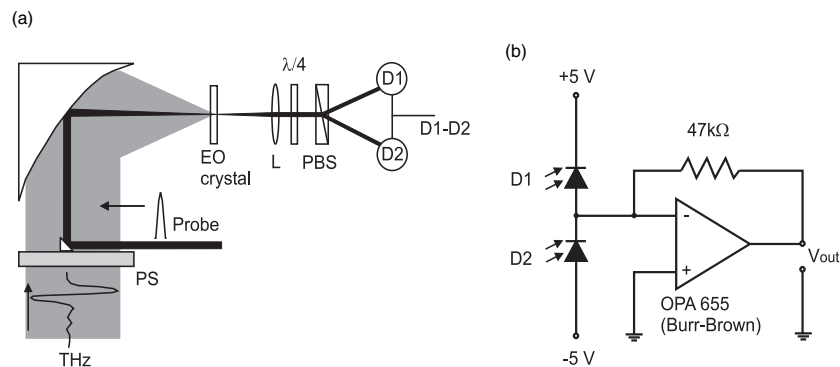 (a)
λ/4
D1
D1-D2
D2
EO
crystal
L
PBS
Probe
PS
THz
(b)
+5 V
47kΩ
D1
-
D2
+
Vout
OPA 655
(Burr-Brown)
-5 V